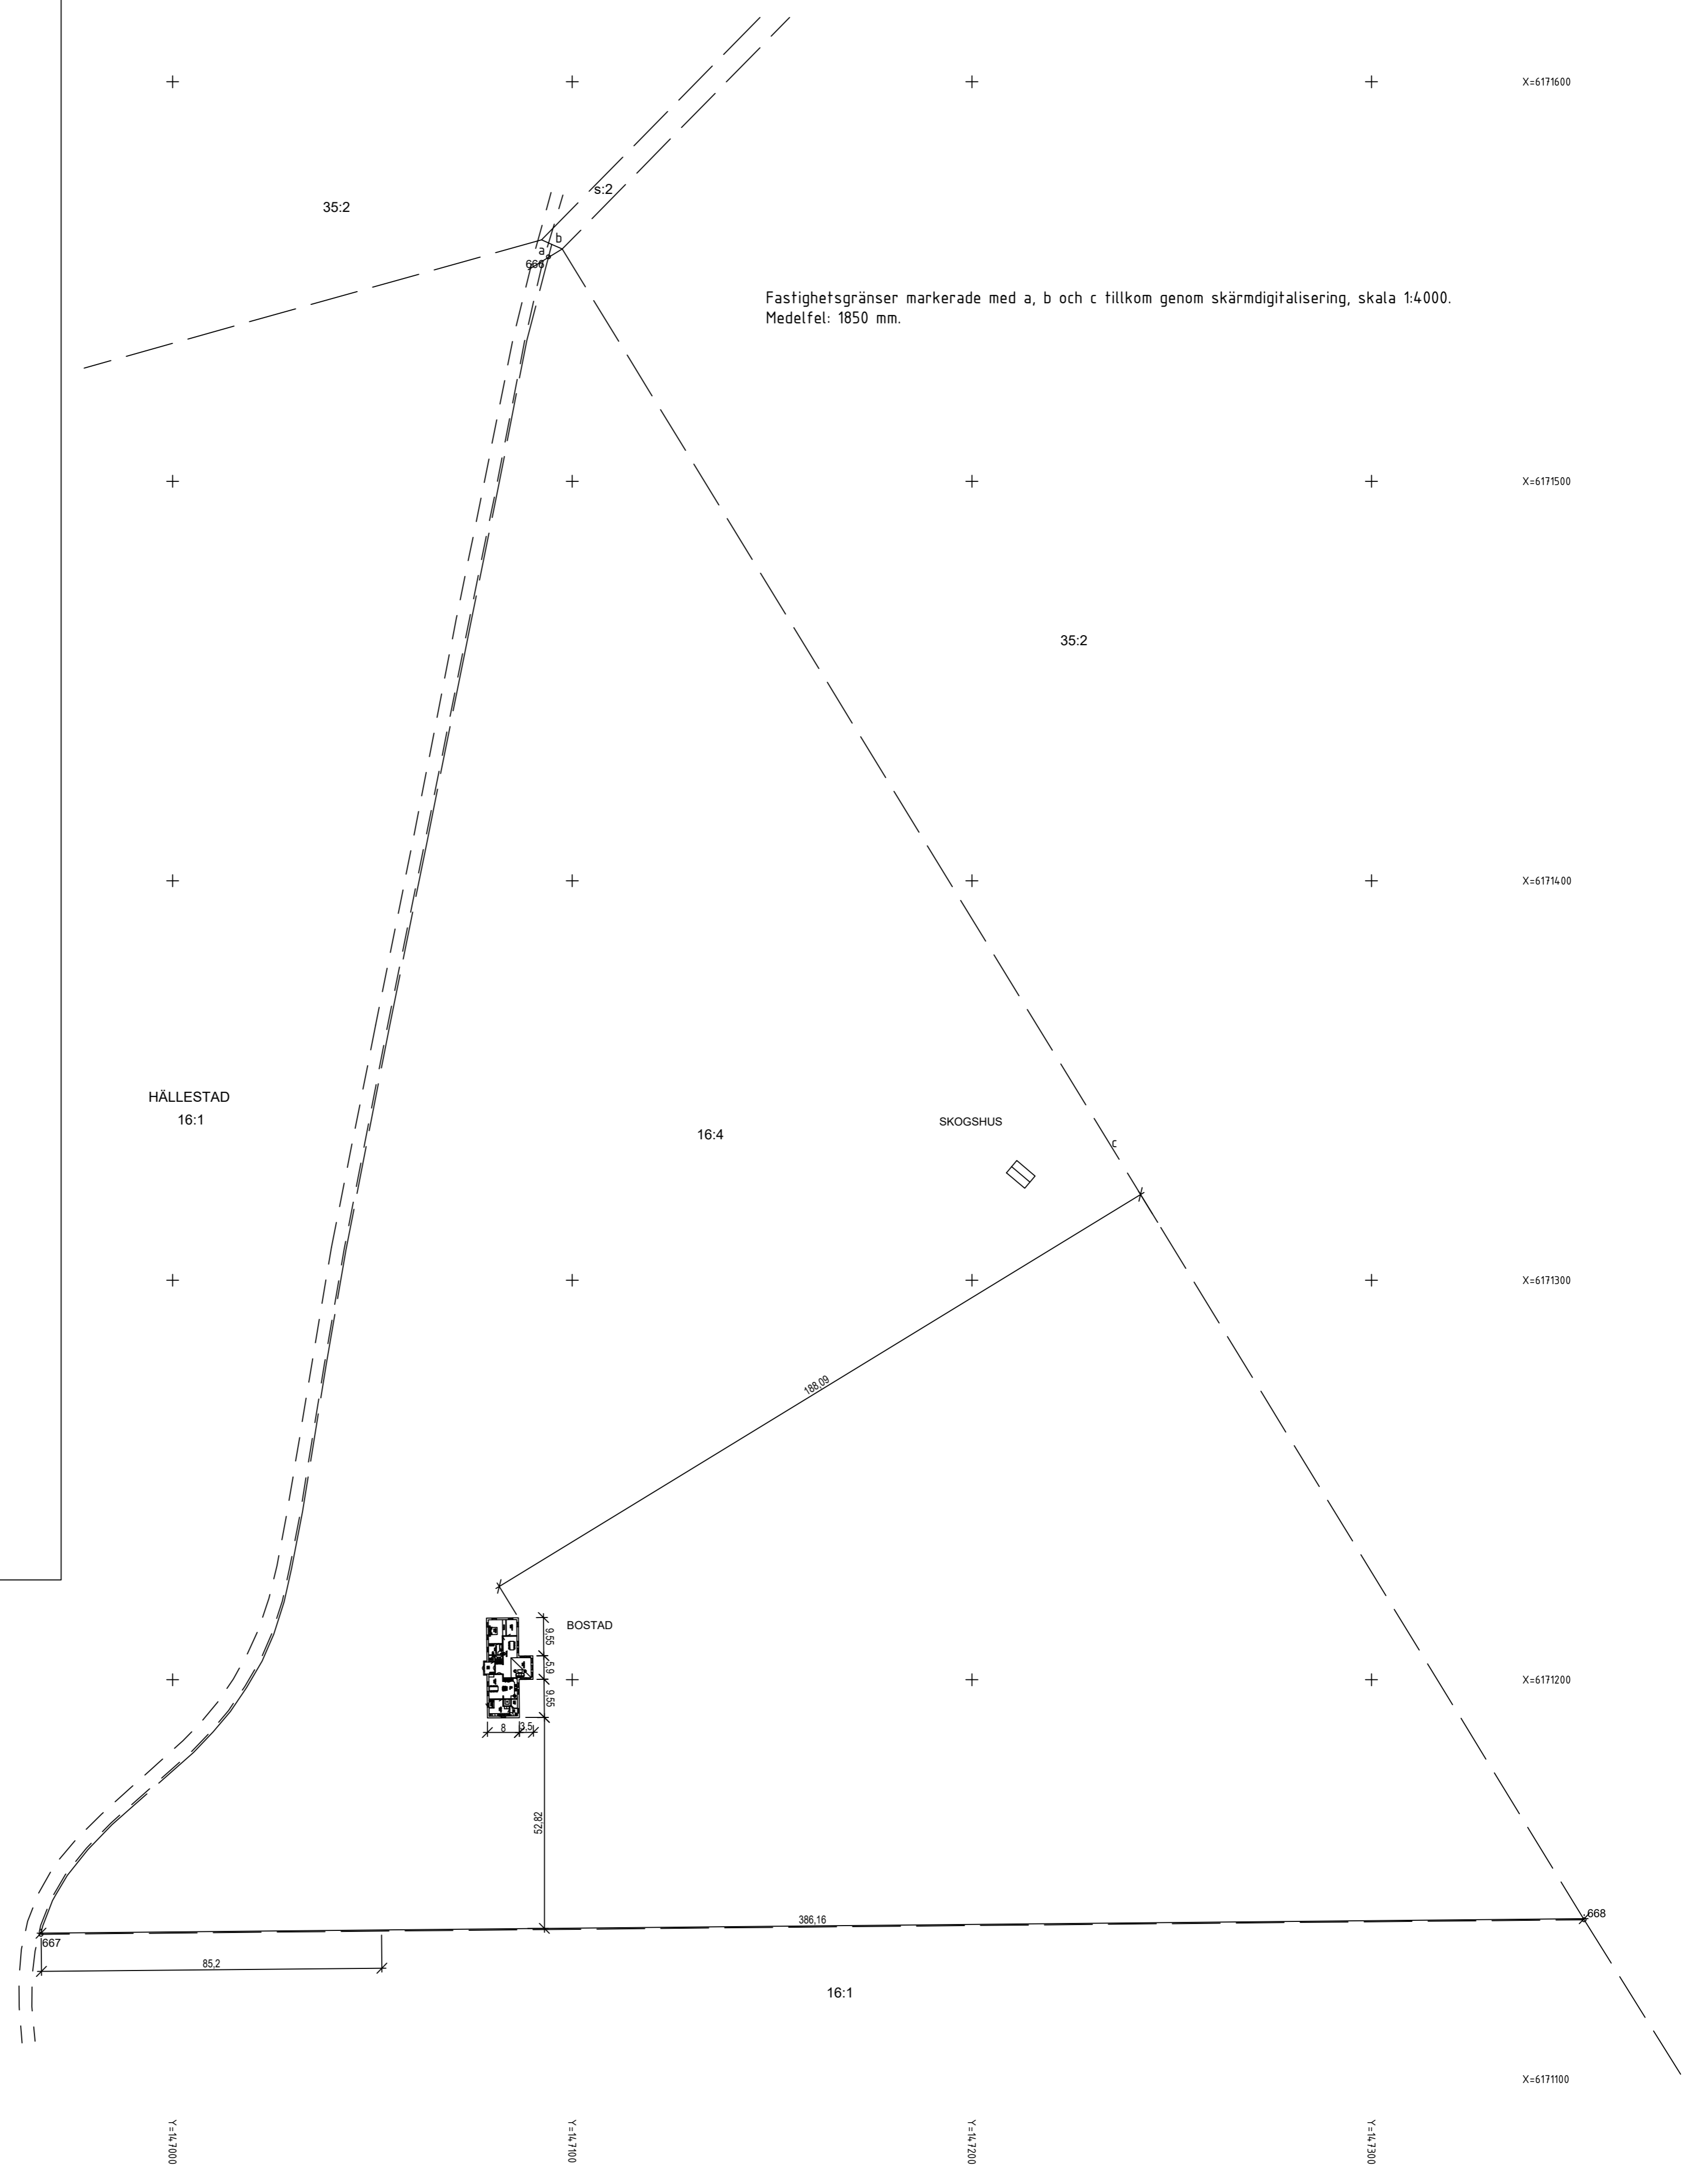 X=6171600
s:2
35:2
b
a
666
Fastighetsgränser markerade med a, b och c tillkom genom skärmdigitalisering, skala 1:4000.
Medelfel: 1850 mm.
X=6171500
35:2
X=6171400
HÄLLESTAD
16:1
SKOGSHUS
16:4
c
X=6171300
188,09
BOSTAD
9,55
5,9
X=6171200
9,55
8
3,5
52,82
386,16
668
667
85,2
16:1
X=6171100
Y=147000
Y=147100
Y=147200
Y=147300